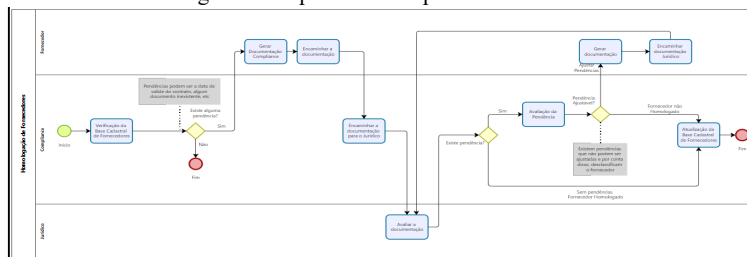 Homologação de Fornecedores
Fornecedor
Gerar
Documentação
Compliance
Encaminhar a
documentação
Gerar
documentação
Encaminhar
documentação
Jurídico
Ajustar
Pendências
Compliance
Pendências podem ser a data da
validade do contrato, algum
documento inexistente, etc
Início
Verificação da
Base Cadastral
de Fornecedores
Existe alguma
pendência?
Sim
Não
Fim
Encaminhar a
documentação
para o Jurídico
Existe pendência?
Sim
Avaliação da
Pendência
Pendência
Ajustável?
Fornecedor não
Homologado
Existem pendências
que não podem ser
ajustadas e por conta
disso, desclassificam
o fornecedor
Atualização da
Base Cadastral
de Fornecedores
Fim
Sem pendências
Fornecedor Homologado
Jurídico
Avaliar a
documentação